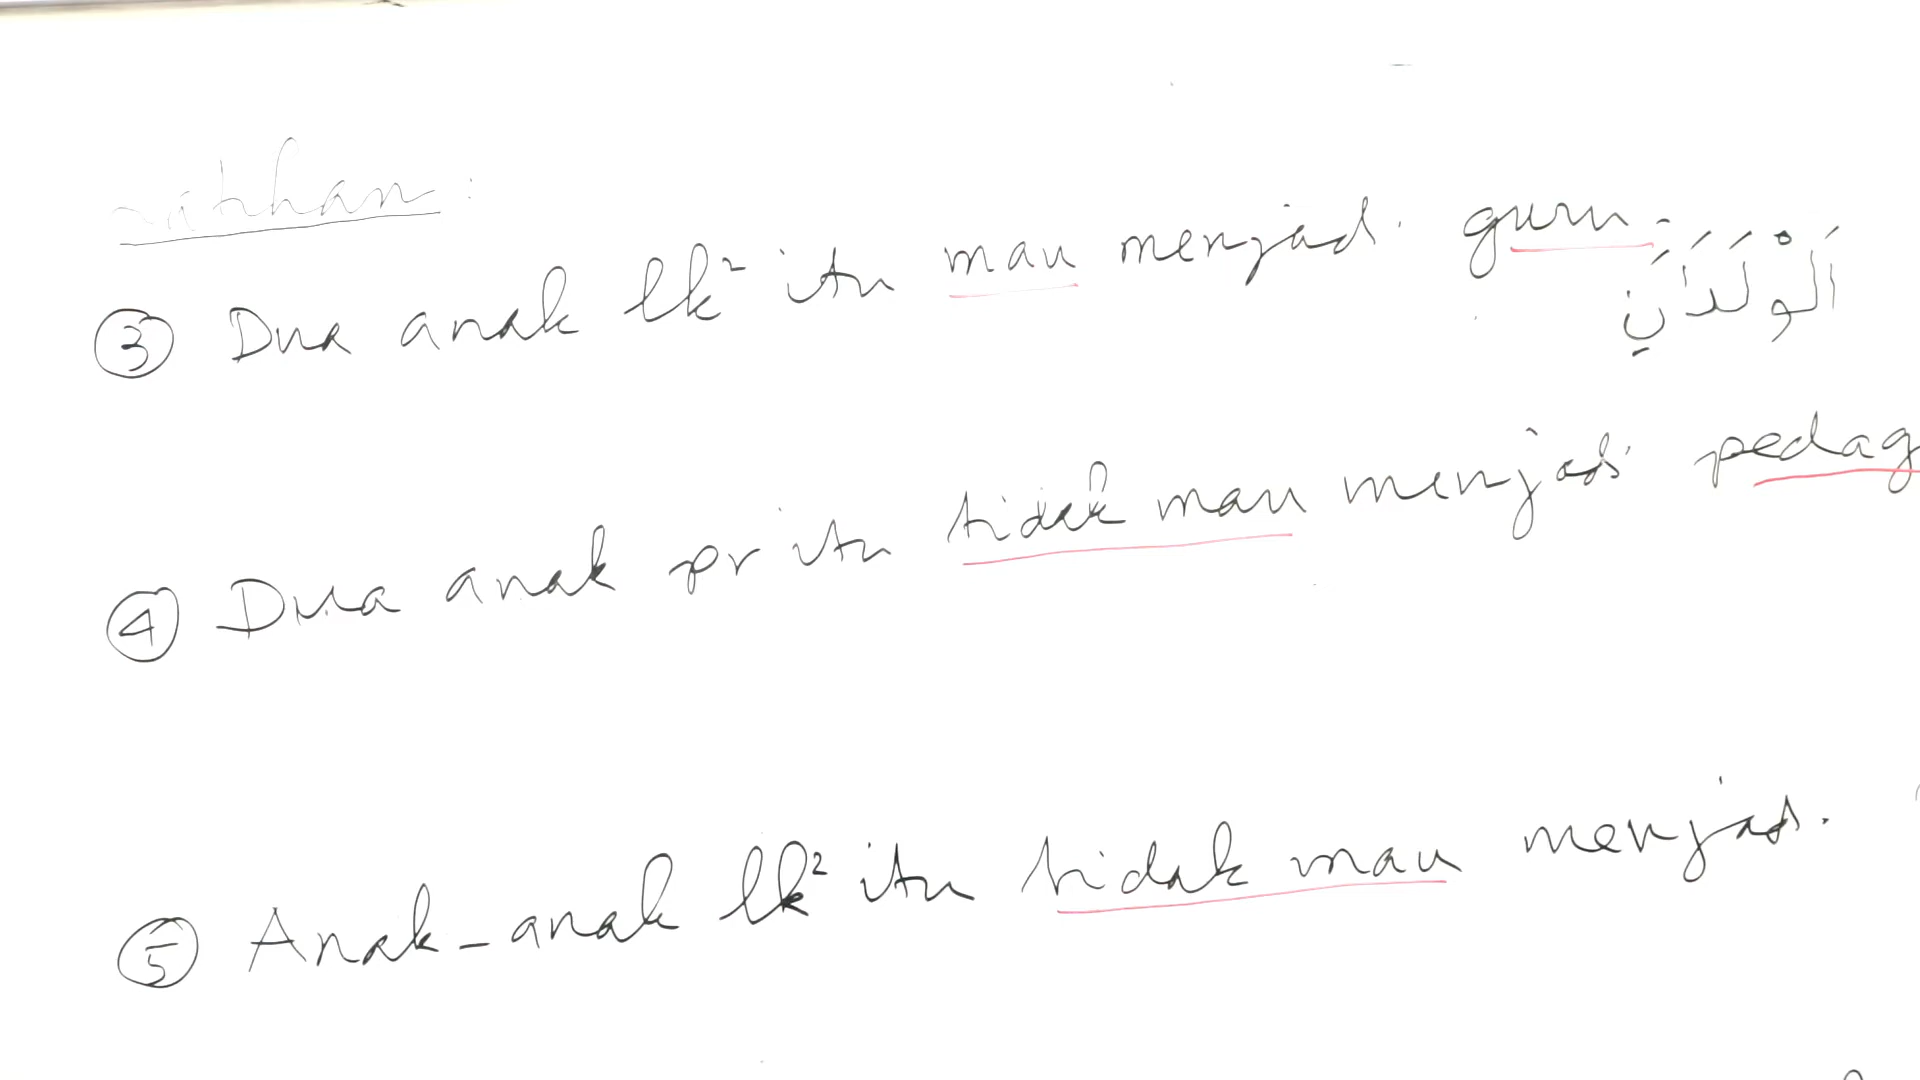 Latihan :
③ Dua anak lk² itu mau menjadi guru.
اَلْوَلَدَانِ
④ Dua anak pr itu tidak mau menjadi pedag
⑤ Anak-anak lk² itu tidak mau menjadi